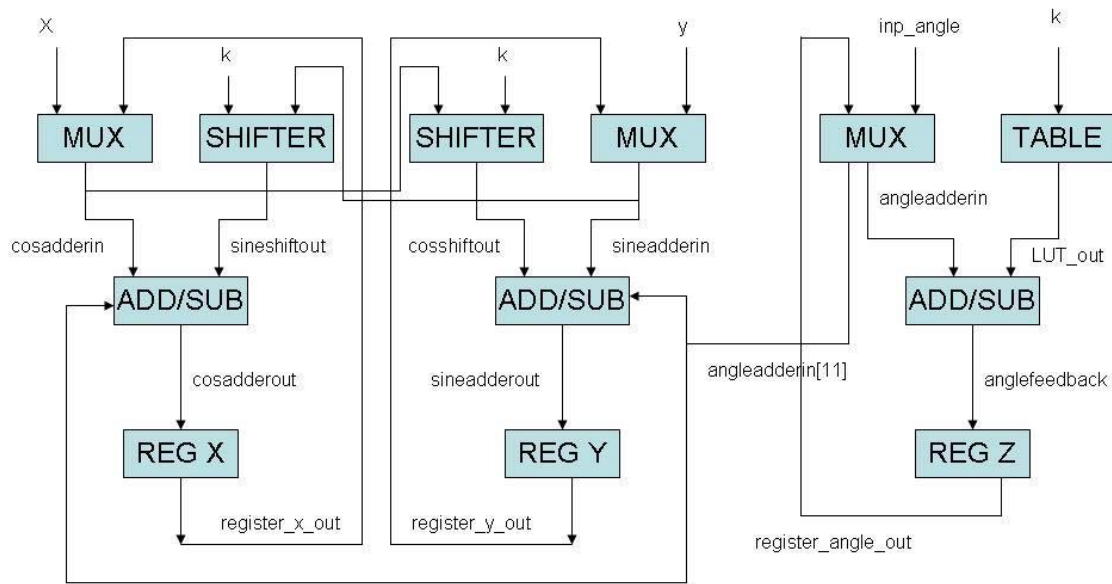 X
k
k
y
inp_angle
k
MUX
SHIFTER
SHIFTER
MUX
MUX
TABLE
cosadderin
sineshiftout
cosshiftout
sineadderin
angleadderin
LUT_out
ADD/SUB
ADD/SUB
ADD/SUB
cosadderout
sineadderout
angleadderin[11]
anglefeedback
REG X
REG Y
REG Z
register_x_out
register_y_out
register_angle_out